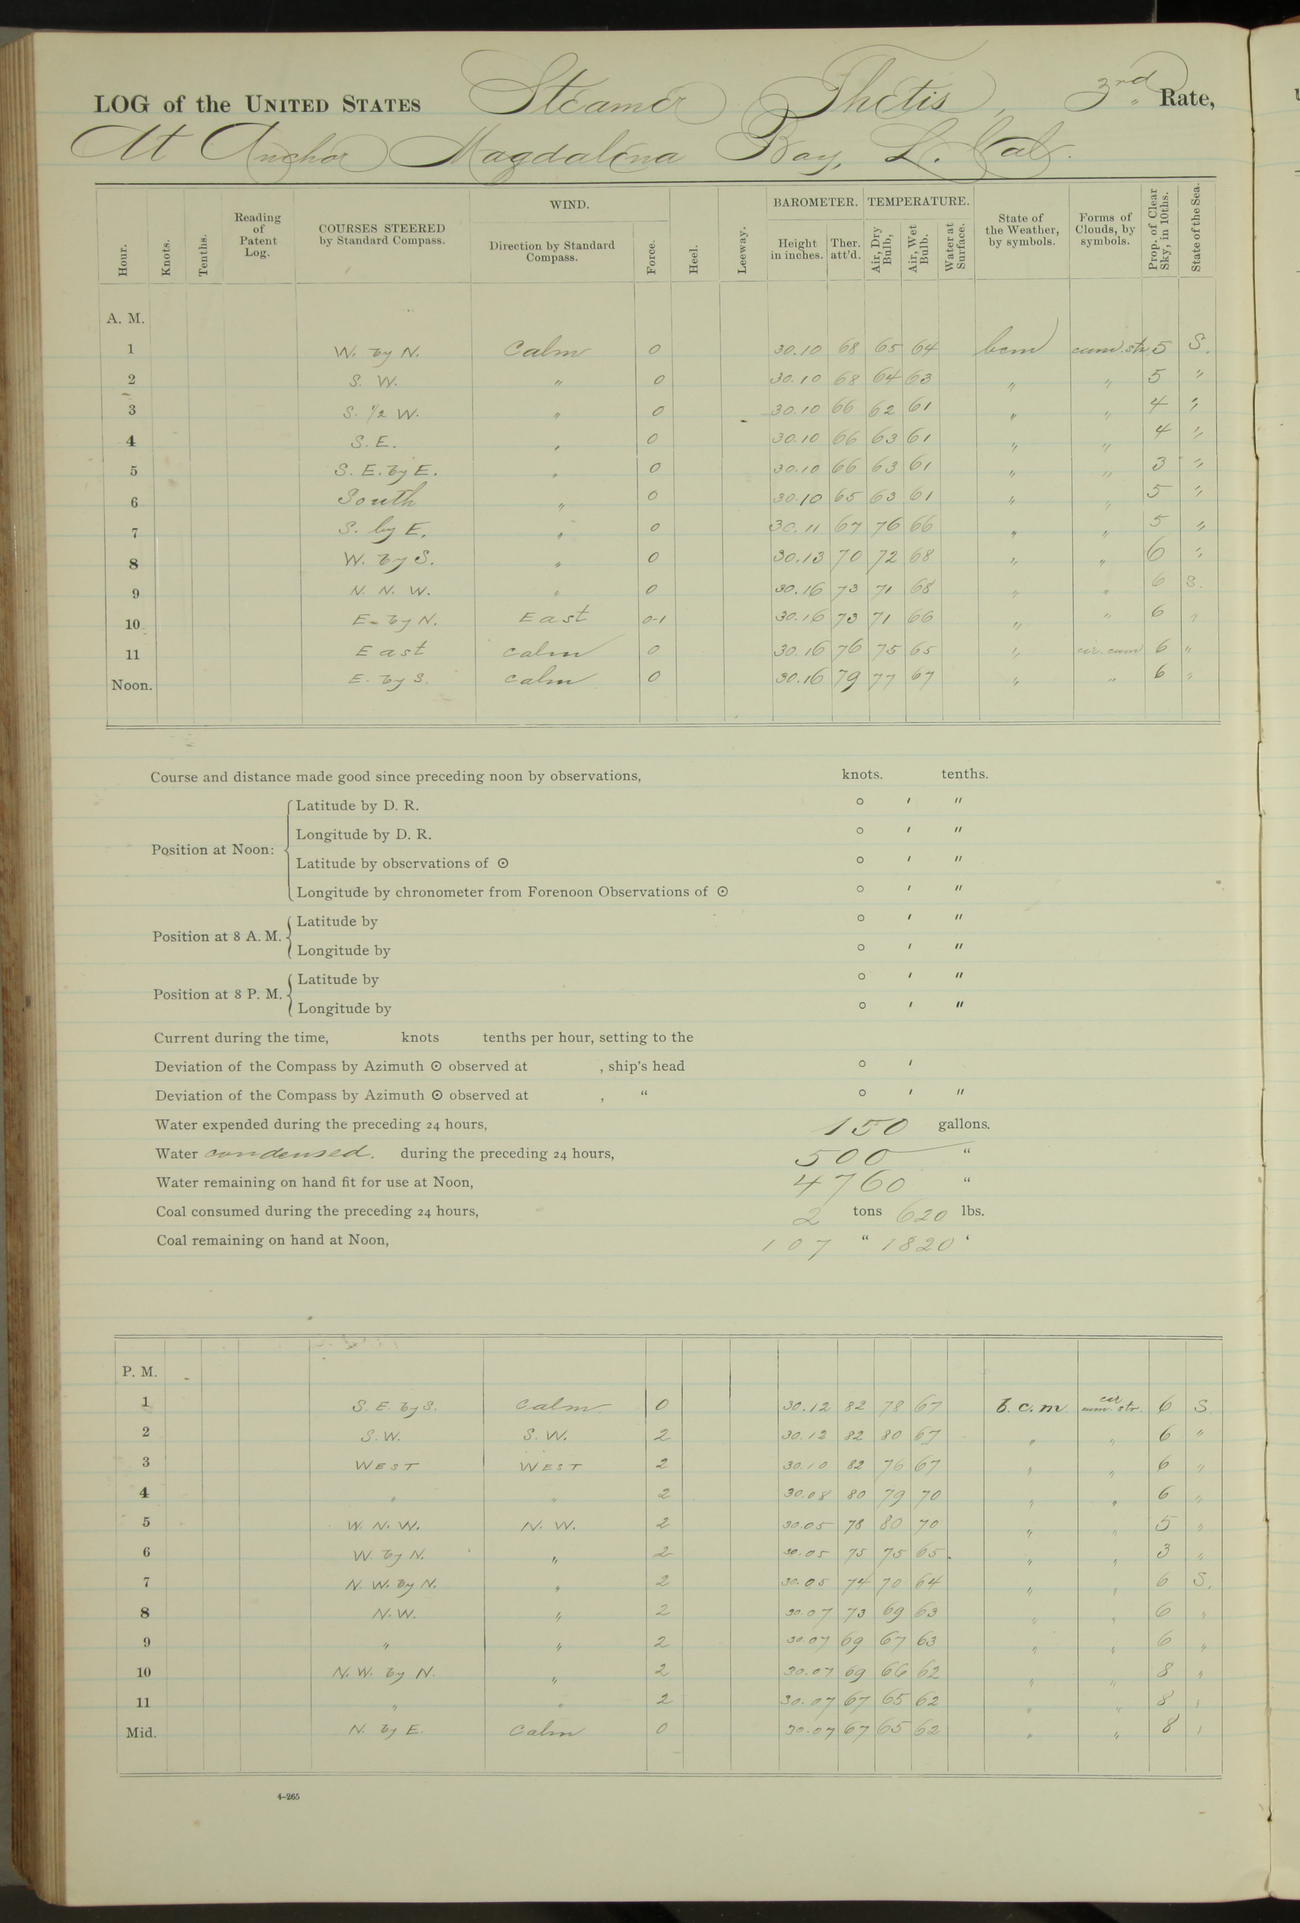 LOG of the UNITED STATES Steamer Thetis, 3rd Rate,
At Anchor Magdalena Bay, L. Cal.
Hour. Knots. Tenths. Reading of Patent Log. COURSES STEERED by Standard Compass. WIND. Direction by Standard Compass. Force. Heel. Leeway. BAROMETER. Height in inches. Ther. att'd. TEMPERATURE. Air, Dry Bulb, Air, Wet Bulb. Water at Surface. State of the Weather, by symbols. Forms of Clouds, by symbols. Prop. of Clear Sky, in 10ths. State of the Sea.
A. M.
1 W. by N. Calm 0 30.10 68 65 64 bcm cum. str 5 S.
2 S. W. " 0 30.10 68 64 63 " " 5 "
3 S. 1/2 W. " 0 30.10 66 62 61 " " 4 "
4 S. E. " 0 30.10 66 63 61 " " 4 "
5 S. E. by E. " 0 30.10 66 63 61 " " 3 "
6 South " 0 30.10 65 63 61 " " 5 "
7 S. by E. " 0 30.11 67 76 66 " " 5 "
8 W. by S. " 0 30.13 70 72 68 " " 6 "
9 N. N. W. " 0 30.16 73 71 68 " " 6 S.
10 E. by N. East 0-1 30.16 73 71 66 " " 6 "
11 East calm 0 30.16 76 75 65 " cir. cum 6 "
Noon. E. by S. calm 0 30.16 79 77 67 " " 6 "
Course and distance made good since preceding noon by observations, knots. tenths.
Position at Noon:
Latitude by D. R. ° ′ ″
Longitude by D. R. ° ′ ″
Latitude by observations of ⊙ ° ′ ″
Longitude by chronometer from Forenoon Observations of ⊙ ° ′ ″
Position at 8 A. M.
Latitude by ° ′ ″
Longitude by ° ′ ″
Position at 8 P. M.
Latitude by ° ′ ″
Longitude by ° ′ ″
Current during the time, knots tenths per hour, setting to the
Deviation of the Compass by Azimuth ⊙ observed at , ship's head ° ′
Deviation of the Compass by Azimuth ⊙ observed at , “ ° ′ ″
Water expended during the preceding 24 hours, 150 gallons.
Water condensed. during the preceding 24 hours, 500 “
Water remaining on hand fit for use at Noon, 4760 “
Coal consumed during the preceding 24 hours, 2 tons 620 lbs.
Coal remaining on hand at Noon, 107 “ 1820 ‘
P. M.
1 S. E. by S. Calm 0 30.12 82 78 67 b. c. m. cir cum. str. 6 S.
2 S. W. S. W. 2 30.12 82 80 67 " " 6 "
3 WEST WEST 2 30.10 82 76 67 " " 6 "
4 " " 2 30.08 80 79 70 " " 6 "
5 W. N. W. N. W. 2 30.05 78 80 70 " " 5 "
6 W. by N. " 2 30.05 75 75 65 " " 3 "
7 N. W. by N. " 2 30.05 74 70 64 " " 6 S.
8 N. W. " 2 30.07 73 69 63 " " 6 "
9 " " 2 30.07 69 67 63 " " 6 "
10 N. W. by N. " 2 30.07 69 66 62 " " 8 "
11 " " 2 30.07 67 65 62 " " 8 "
Mid. N. by E. Calm 0 30.07 67 65 62 " " 8 "
4–265